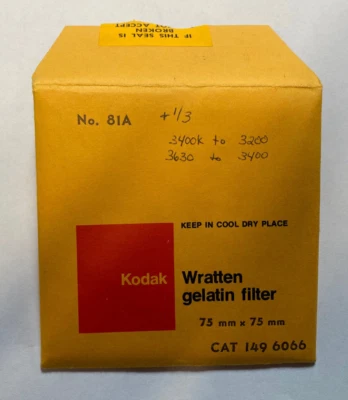 IF THIS SEAL IS
BROKEN
NOT ACCEPT
No. 81A +1/3
3400K to 3200
3630 to 3400
KEEP IN COOL DRY PLACE
Kodak
Wratten
gelatin filter
75 mm x 75 mm
CAT 149 6066